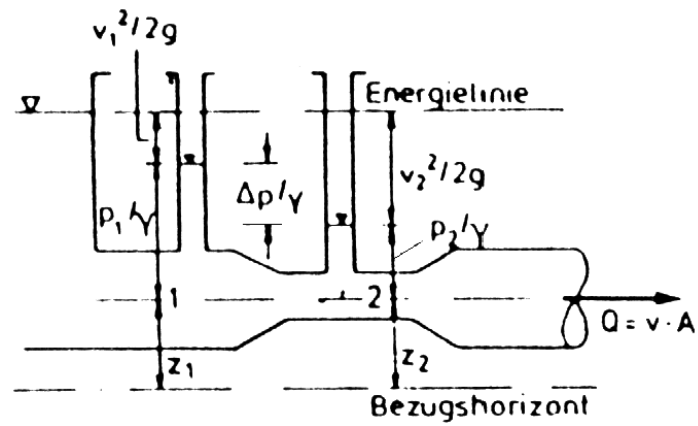 v₁²/2g
Energielinie
Δp/γ
v₂²/2g
p₁/γ
p₂/γ
1
2
Q = v · A
z₁
z₂
Bezugshorizont